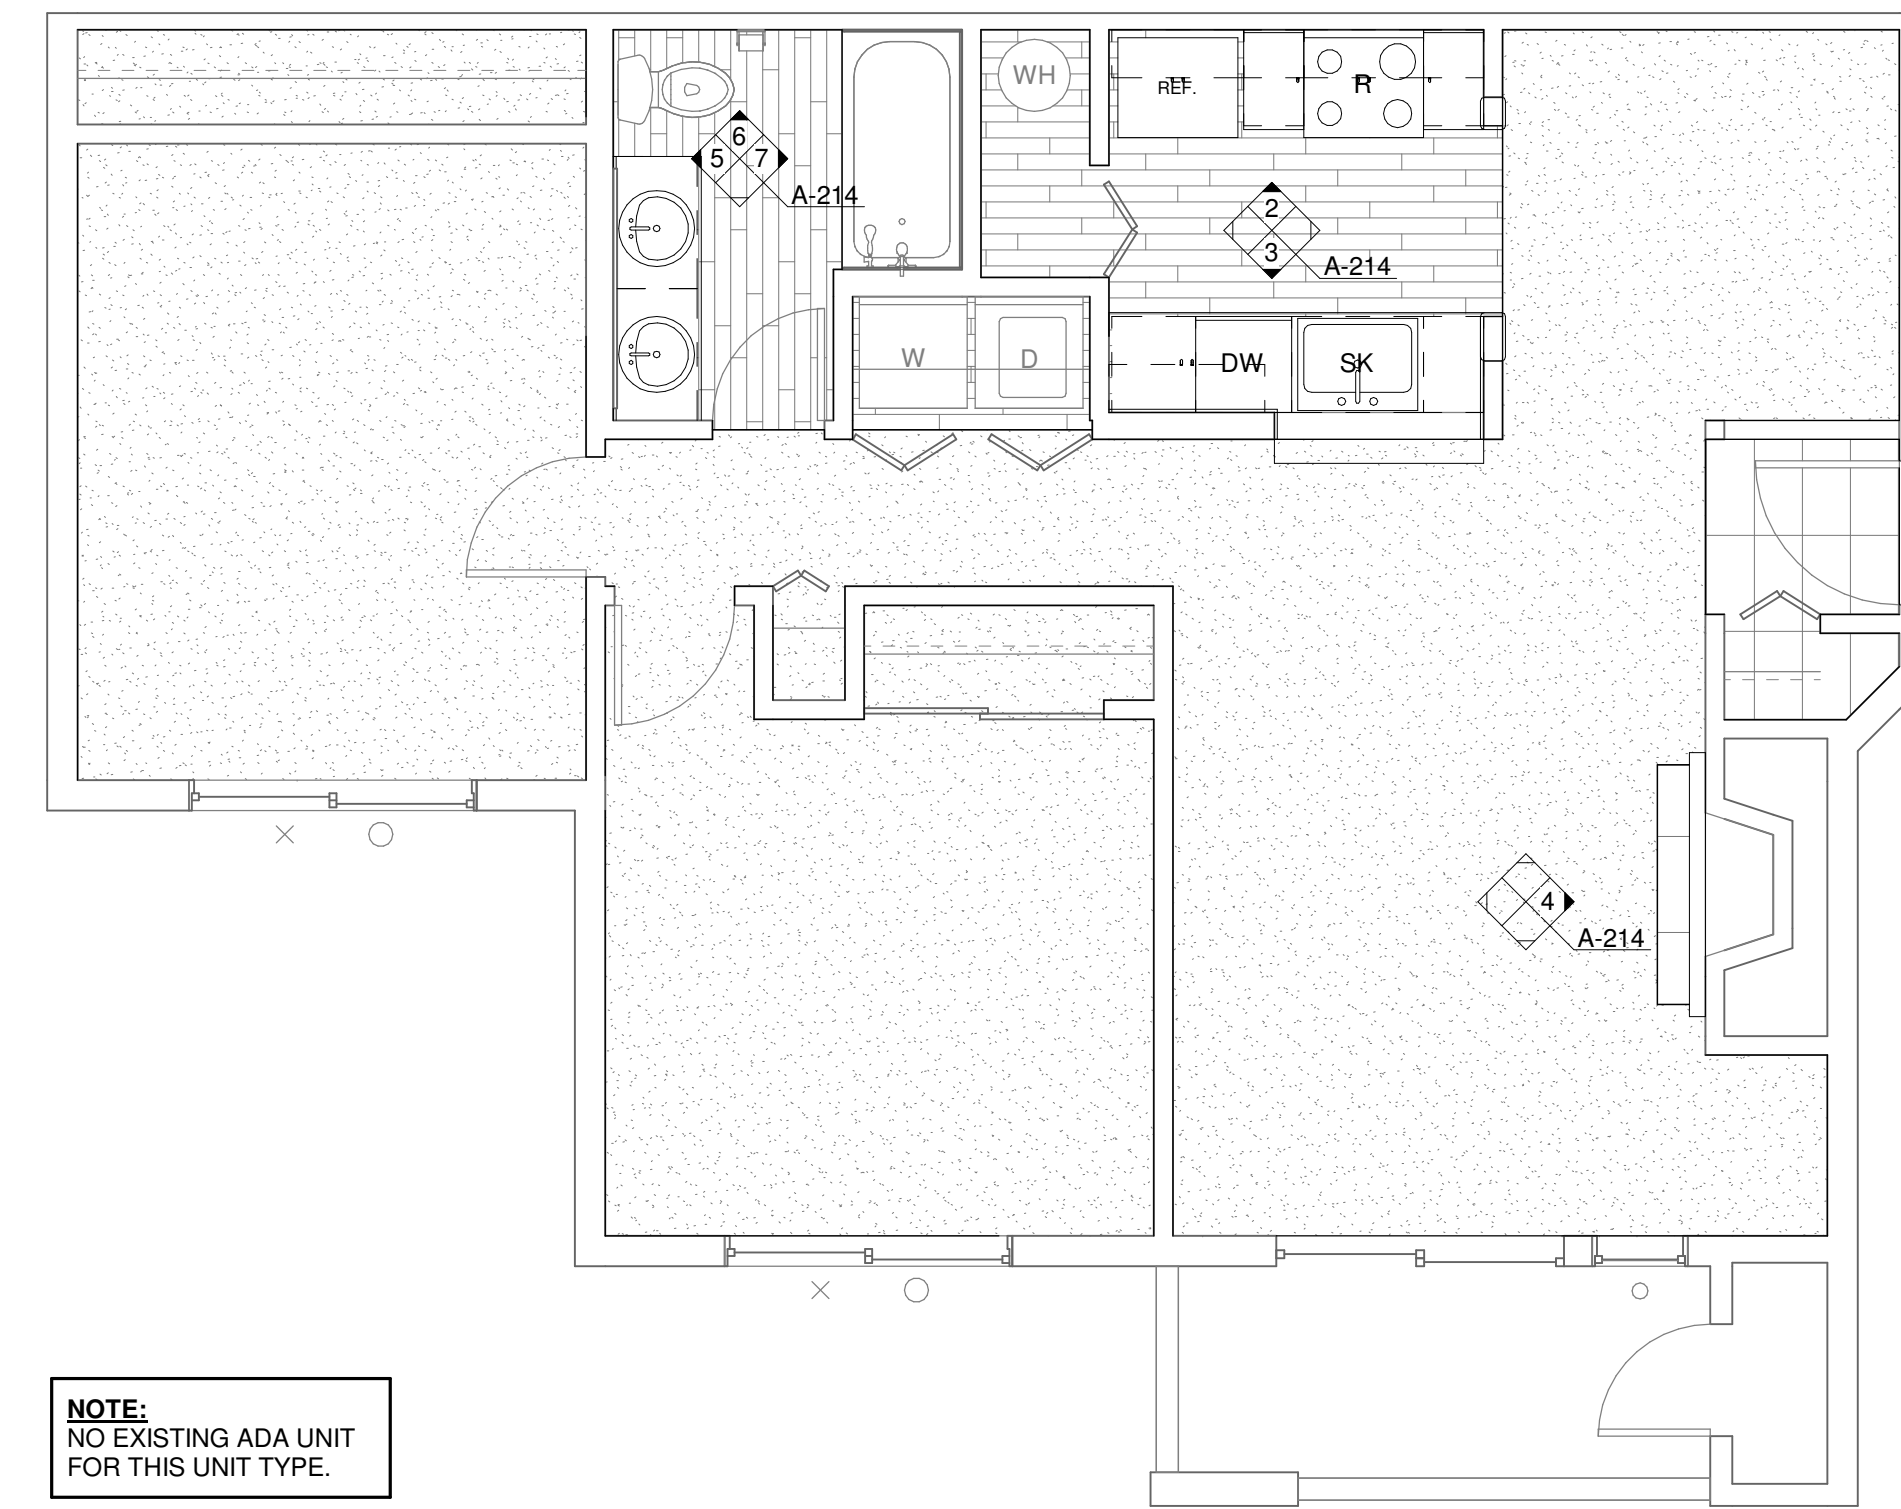 WH
REF.
R
6
5 7
A-214
2
3
A-214
W
D
DW
SK
4
A-214
NOTE:
NO EXISTING ADA UNIT
FOR THIS UNIT TYPE.